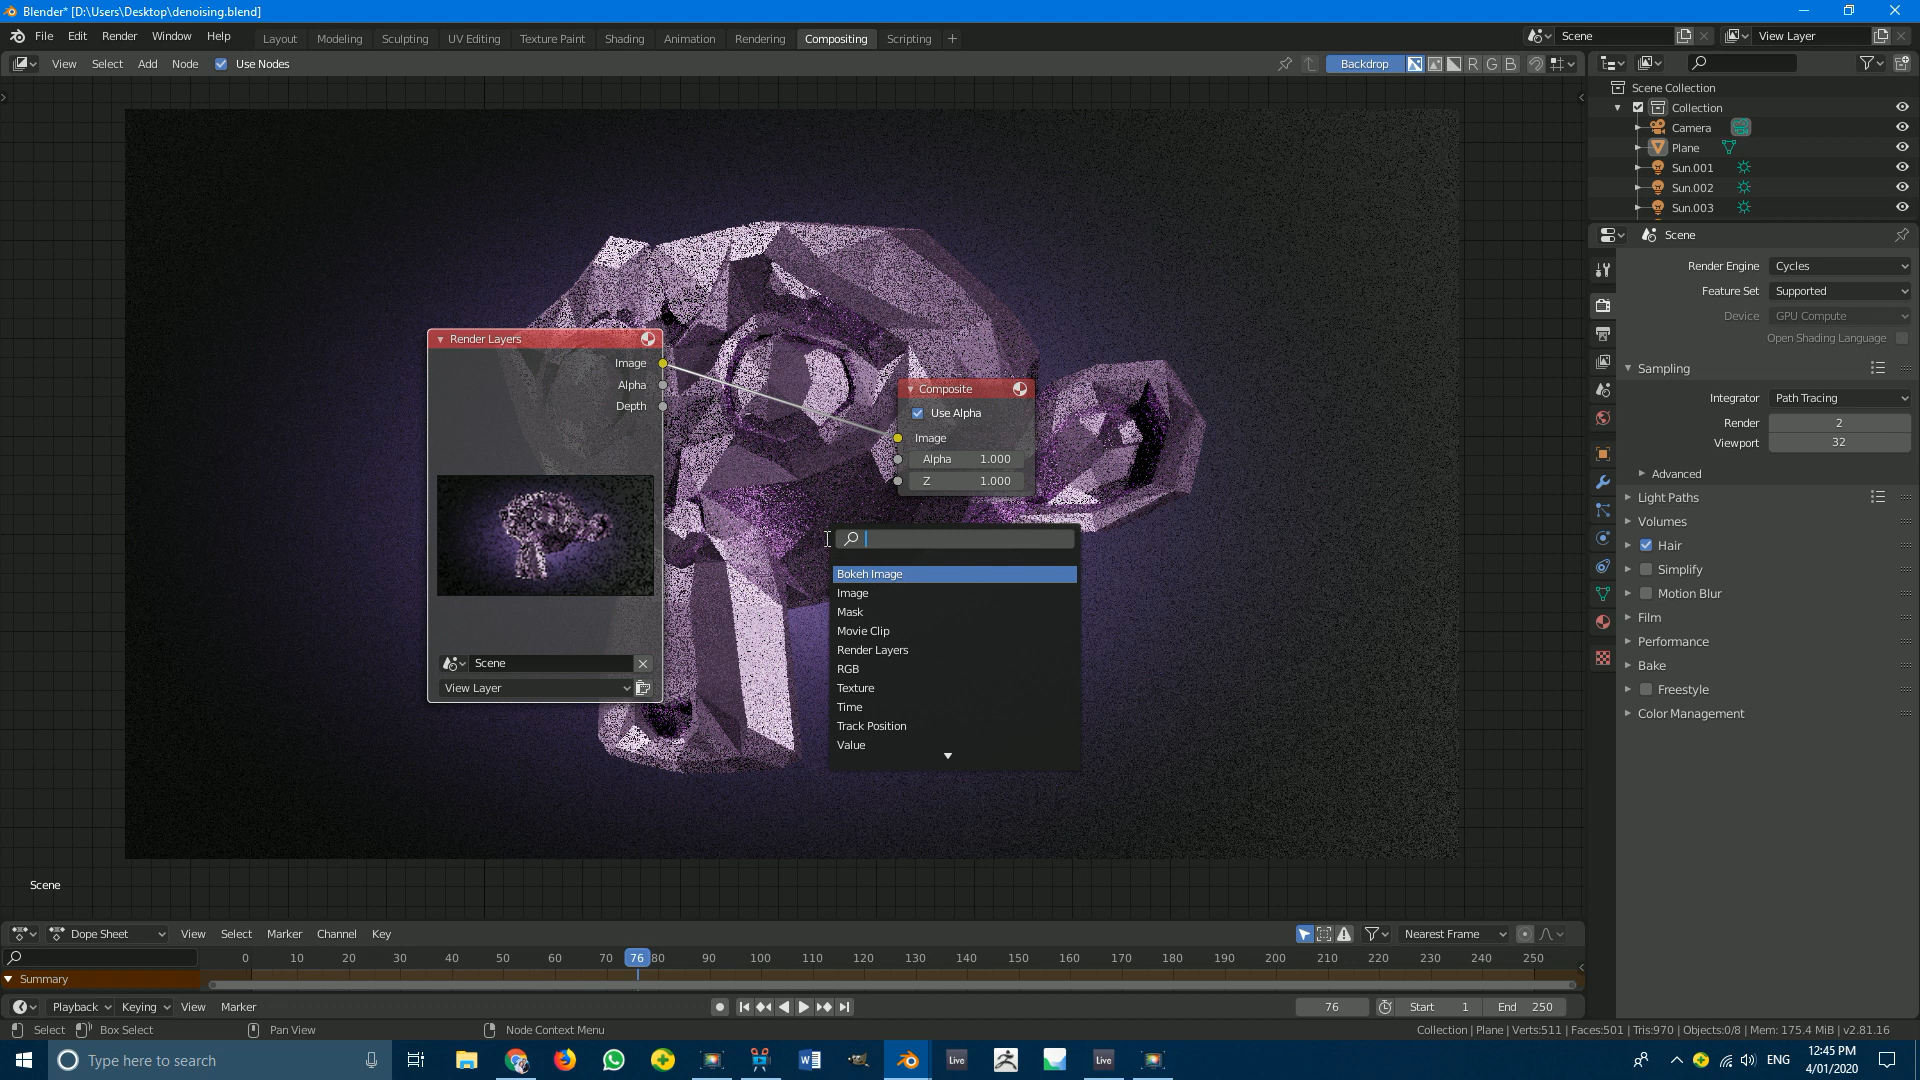 Blender* [D:\Users\Desktop\denoising.blend]
File Edit Render Window Help
Layout Modeling Sculpting UV Editing Texture Paint Shading Animation Rendering Compositing Scripting +
Scene
View Layer
View Select Add Node Use Nodes
Backdrop
R G B
Scene Collection
Collection
Camera
Plane
Sun.001
Sun.002
Sun.003
Scene
Render Engine Cycles
Feature Set Supported
Device GPU Compute
Open Shading Language
Sampling
Integrator Path Tracing
Render 2
Viewport 32
Advanced
Light Paths
Volumes
Hair
Simplify
Motion Blur
Film
Performance
Bake
Freestyle
Color Management
Render Layers
Image
Alpha
Depth
Scene
View Layer
Composite
Use Alpha
Image
Alpha 1.000
Z 1.000
Bokeh Image
Image
Mask
Movie Clip
Render Layers
RGB
Texture
Time
Track Position
Value
Scene
Dope Sheet View Select Marker Channel Key
Nearest Frame
0 10 20 30 40 50 60 70 76 80 90 100 110 120 130 140 150 160 170 180 190 200 210 220 230 240 250
Summary
Playback Keying View Marker
76 Start 1 End 250
Select Box Select Pan View Node Context Menu
Collection | Plane | Verts:511 | Faces:501 | Tris:970 | Objects:0/8 | Mem: 175.4 MiB | v2.81.16
Type here to search
Live
Live
ENG
12:45 PM
4/01/2020